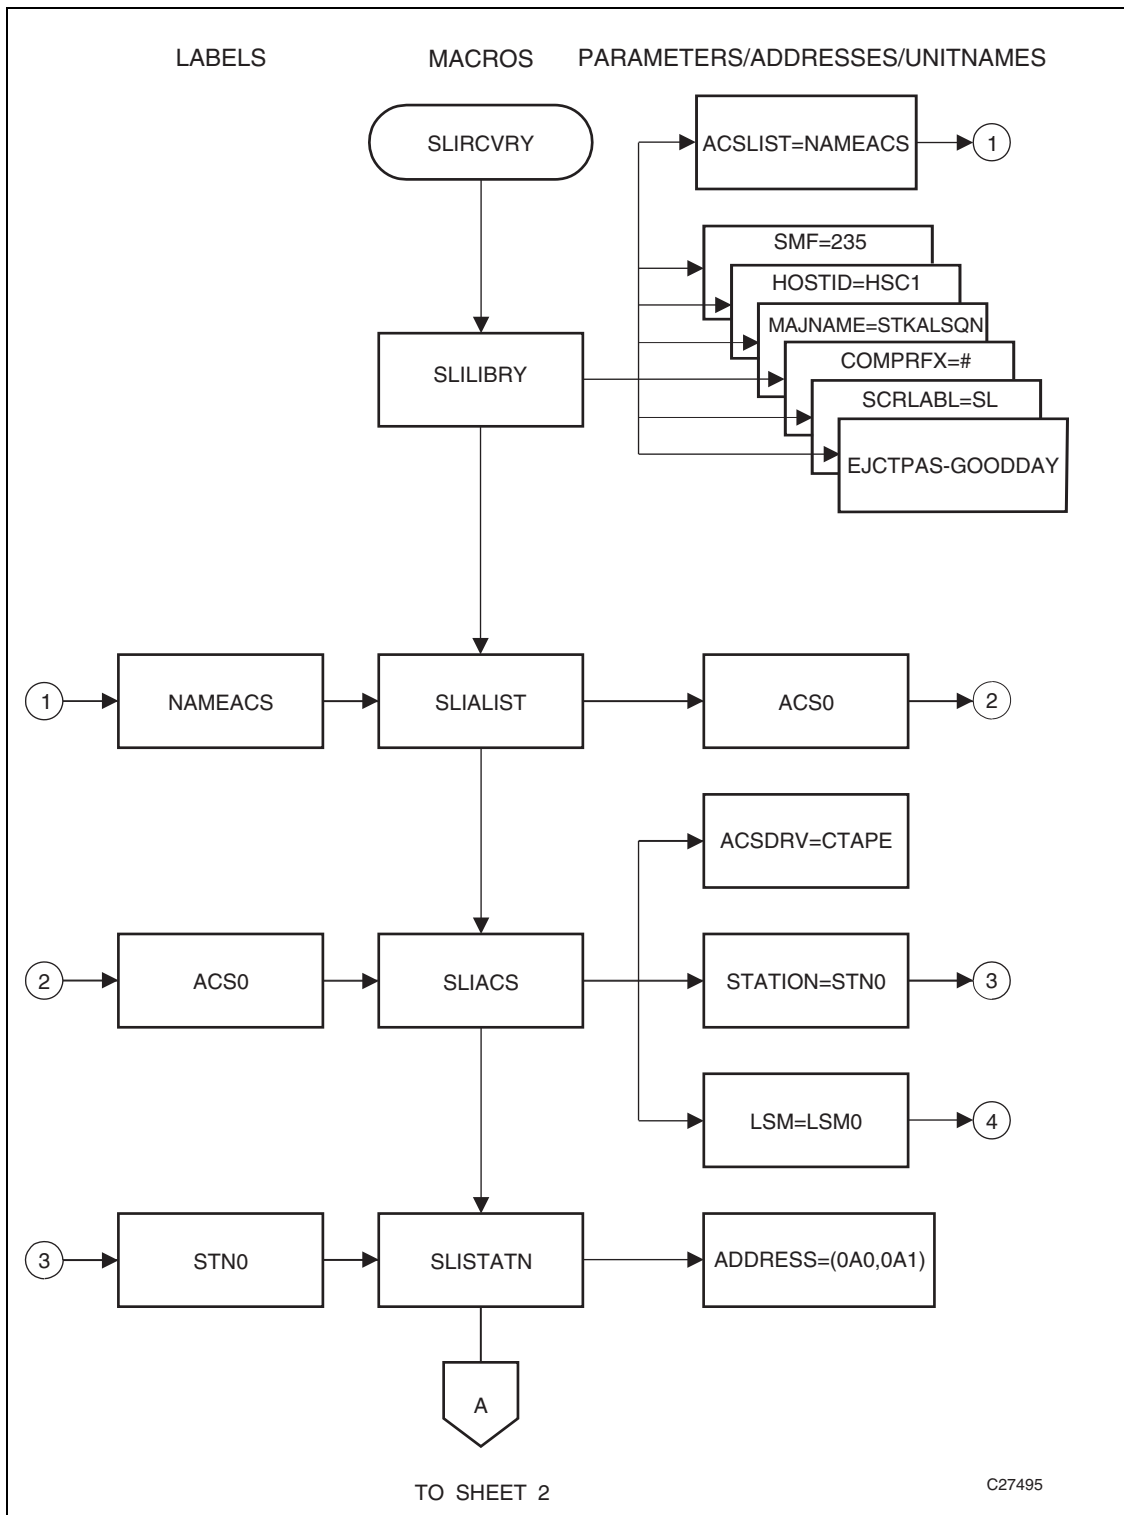 LABELS MACROS PARAMETERS/ADDRESSES/UNITNAMES
SLIRCVRY
ACSLIST=NAMEACS
1
SMF=235
HOSTID=HSC1
MAJNAME=STKALSQN
COMPRFX=#
SLILIBRY
SCRLABL=SL
EJCTPAS-GOODDAY
1
NAMEACS
SLIALIST
ACS0
2
ACSDRV=CTAPE
2
ACS0
SLIACS
STATION=STN0
3
LSM=LSM0
4
3
STN0
SLISTATN
ADDRESS=(0A0,0A1)
A
TO SHEET 2
C27495